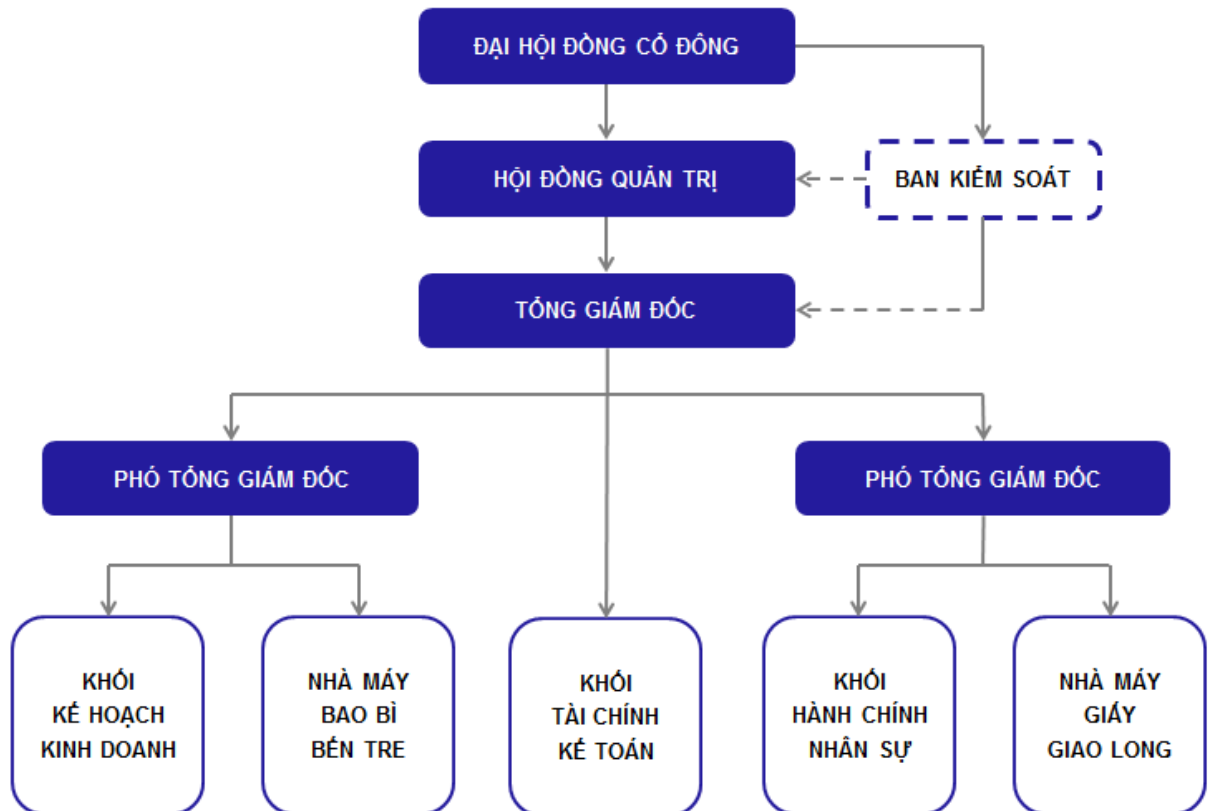 ĐẠI HỘI ĐỒNG CỔ ĐÔNG
HỘI ĐỒNG QUẢN TRỊ
BAN KIỂM SOÁT
TỔNG GIÁM ĐỐC
PHÓ TỔNG GIÁM ĐỐC
PHÓ TỔNG GIÁM ĐỐC
KHỐI
KẾ HOẠCH
KINH DOANH
NHÀ MÁY
BAO BÌ
BẾN TRE
KHỐI
TÀI CHÍNH
KẾ TOÁN
KHỐI
HÀNH CHÍNH
NHÂN SỰ
NHÀ MÁY
GIẤY
GIAO LONG